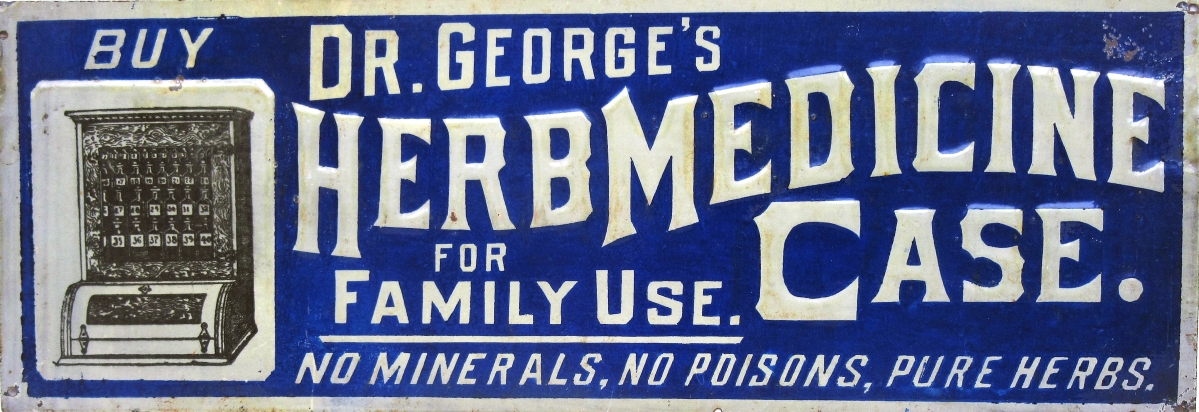 BUY
DR. GEORGE'S
HERB MEDICINE
CASE.
FOR
FAMILY USE.
NO MINERALS, NO POISONS, PURE HERBS.